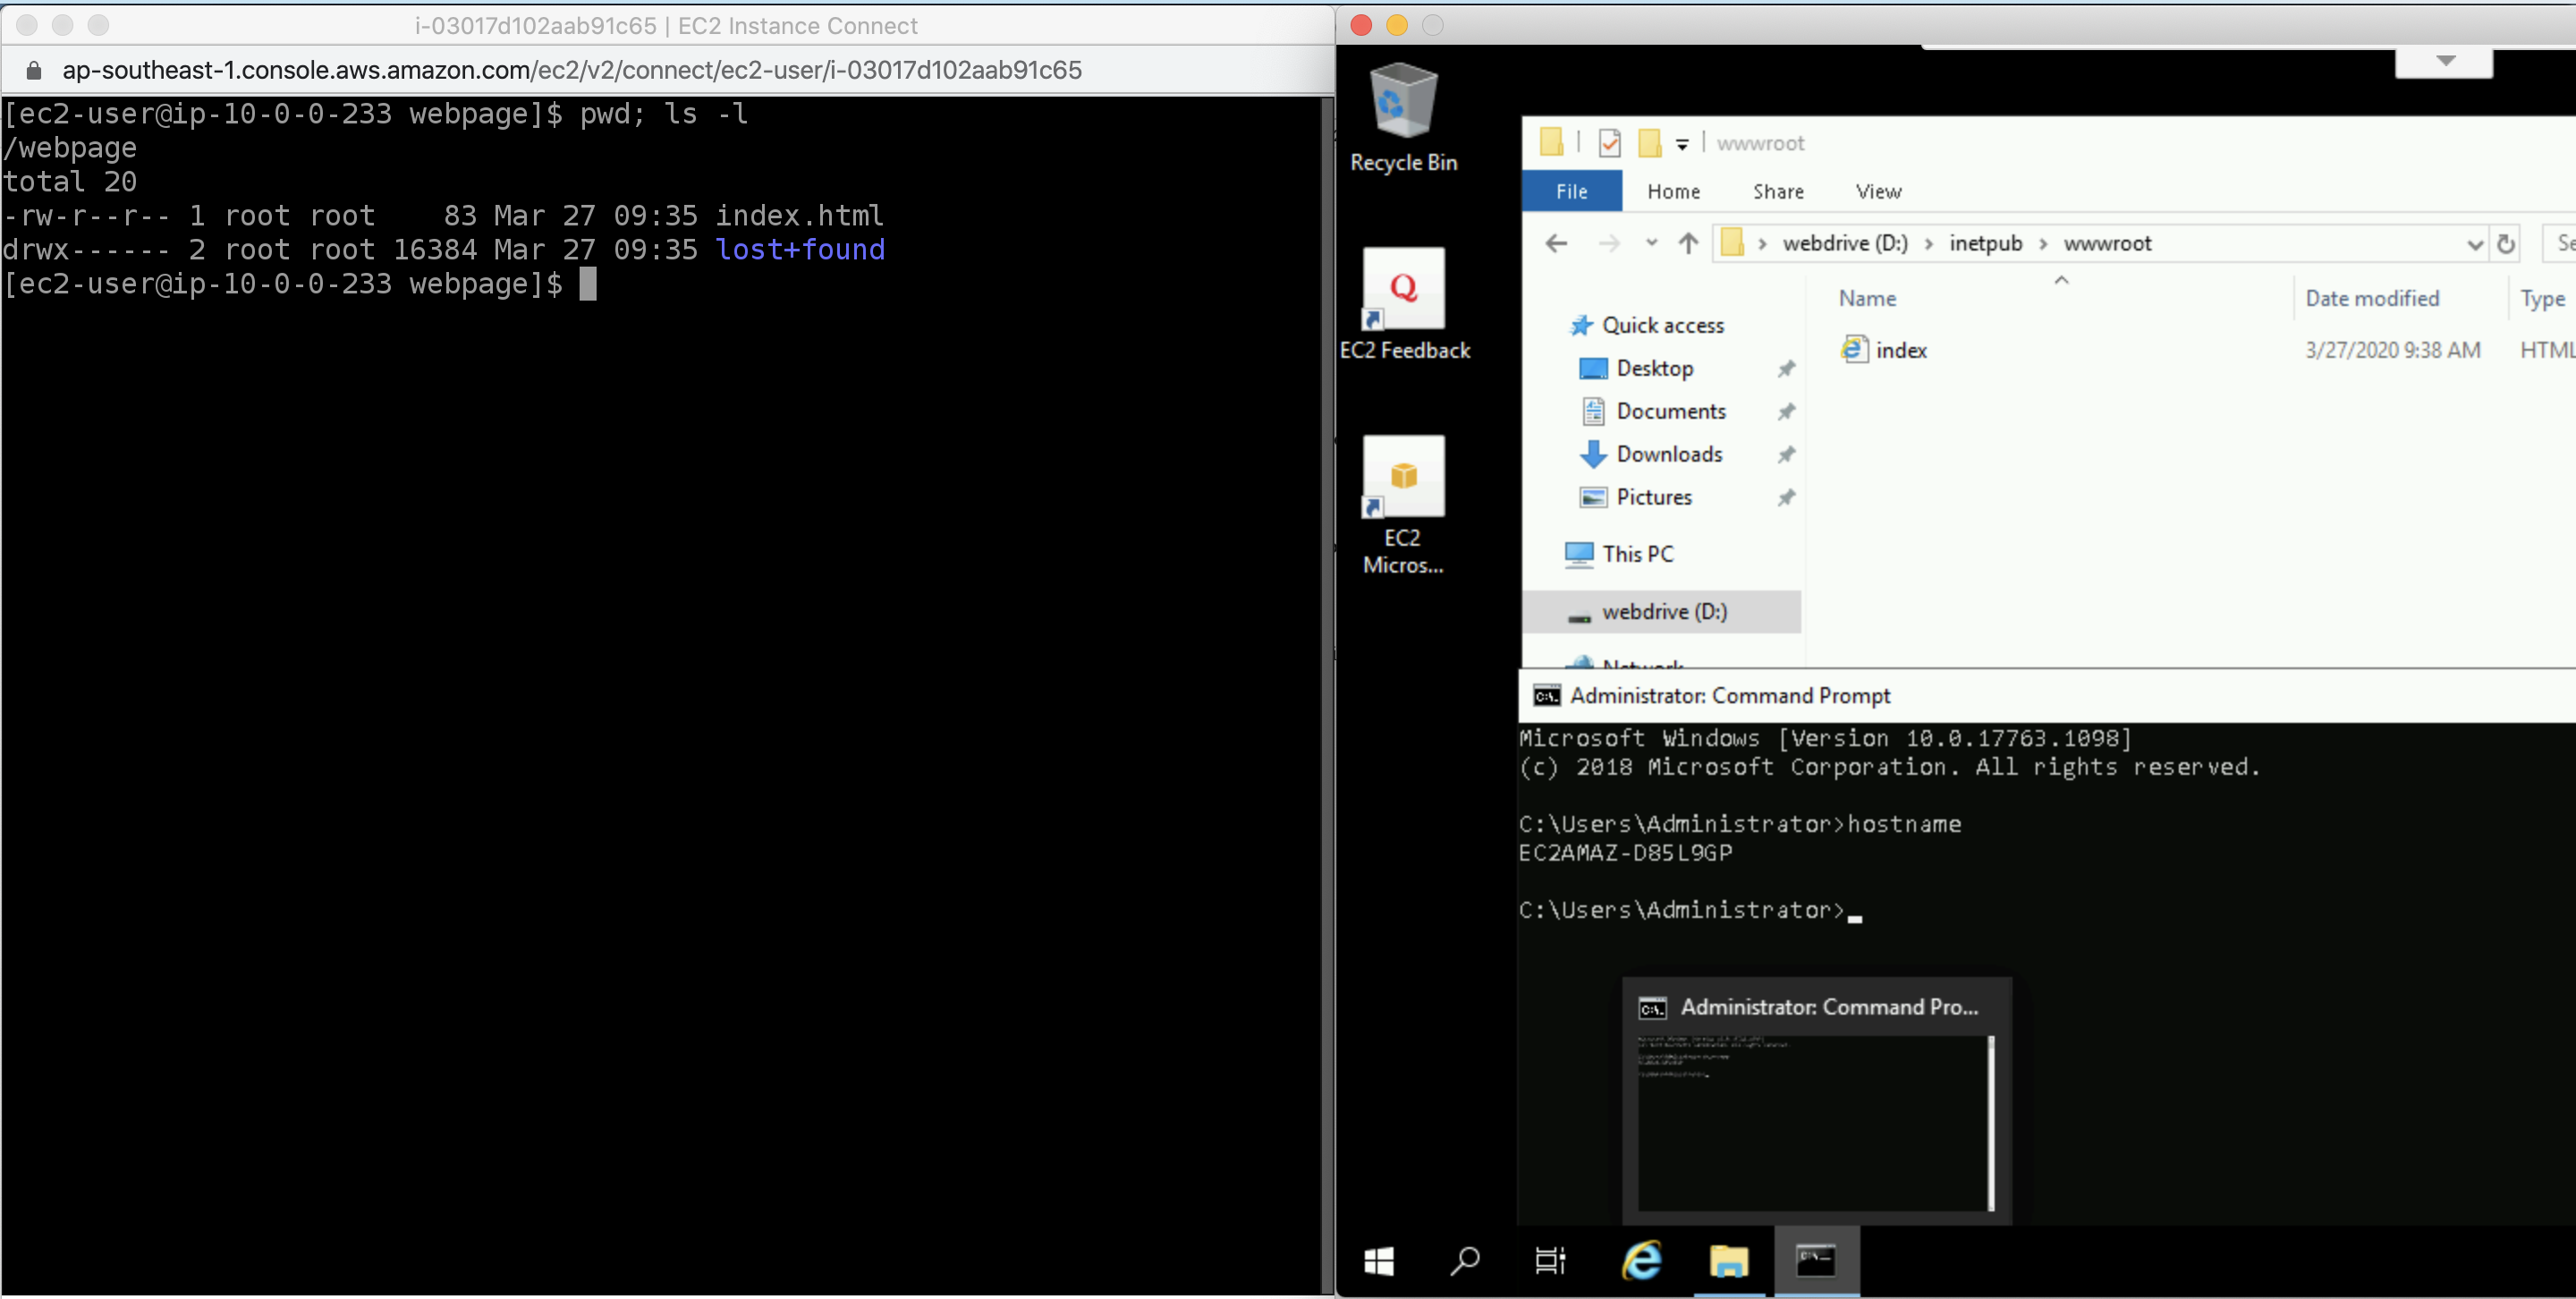 i-03017d102aab91c65 | EC2 Instance Connect
ap-southeast-1.console.aws.amazon.com/ec2/v2/connect/ec2-user/i-03017d102aab91c65
[ec2-user@ip-10-0-0-233 webpage]$ pwd; ls -l
/webpage
total 20
-rw-r--r-- 1 root root    83 Mar 27 09:35 index.html
drwx------ 2 root root 16384 Mar 27 09:35 lost+found
[ec2-user@ip-10-0-0-233 webpage]$
Recycle Bin
EC2 Feedback
EC2
Micros...
wwwroot
File Home Share View
webdrive (D:) > inetpub > wwwroot
Name Date modified Type
index 3/27/2020 9:38 AM HTML
Quick access
Desktop
Documents
Downloads
Pictures
This PC
webdrive (D:)
Network
Administrator: Command Prompt
Microsoft Windows [Version 10.0.17763.1098]
(c) 2018 Microsoft Corporation. All rights reserved.
C:\Users\Administrator>hostname
EC2AMAZ-D85L9GP
C:\Users\Administrator>
Administrator: Command Pro...